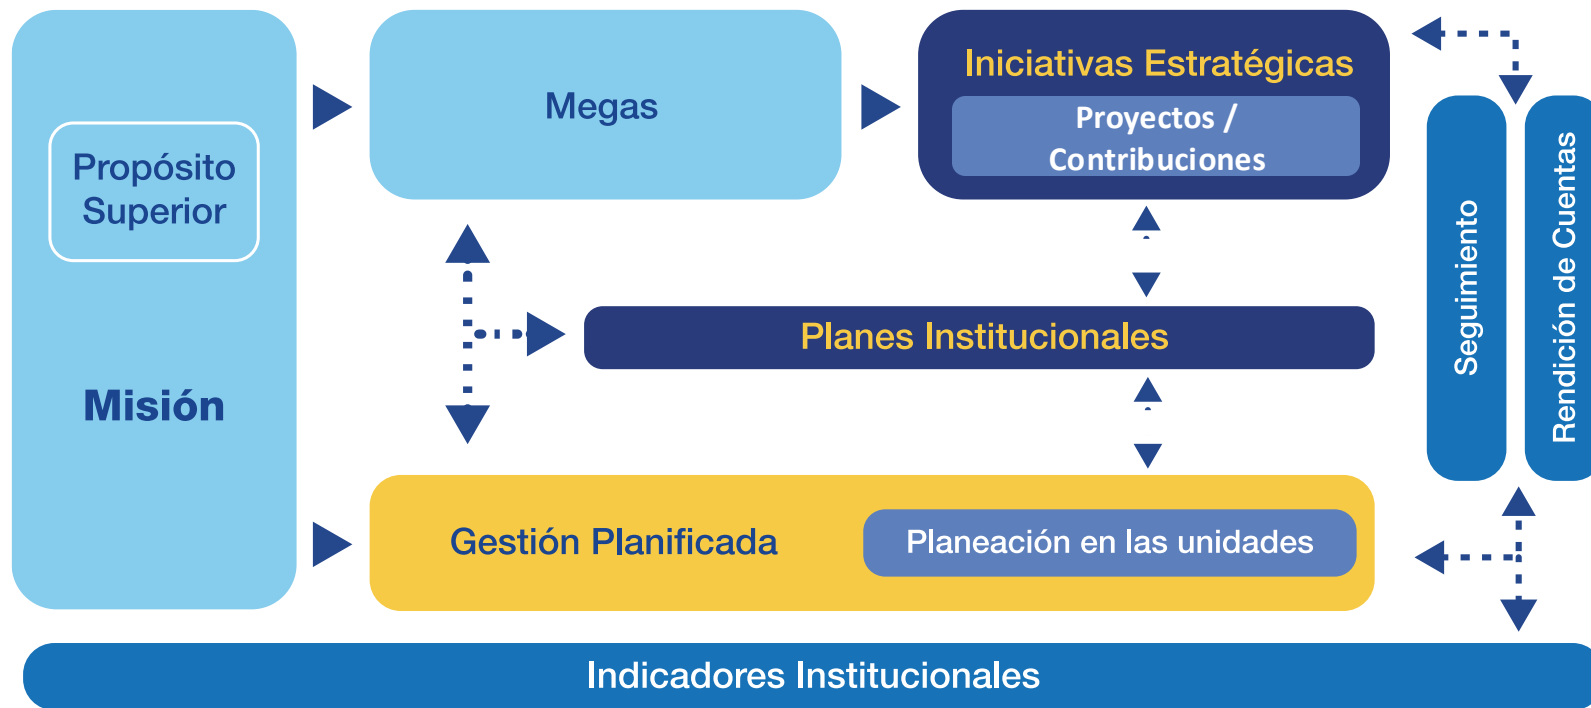 Propósito
Superior
Misión
Megas
Iniciativas Estratégicas
Proyectos /
Contribuciones
Planes Institucionales
Gestión Planificada
Planeación en las unidades
Seguimiento
Rendición de Cuentas
Indicadores Institucionales